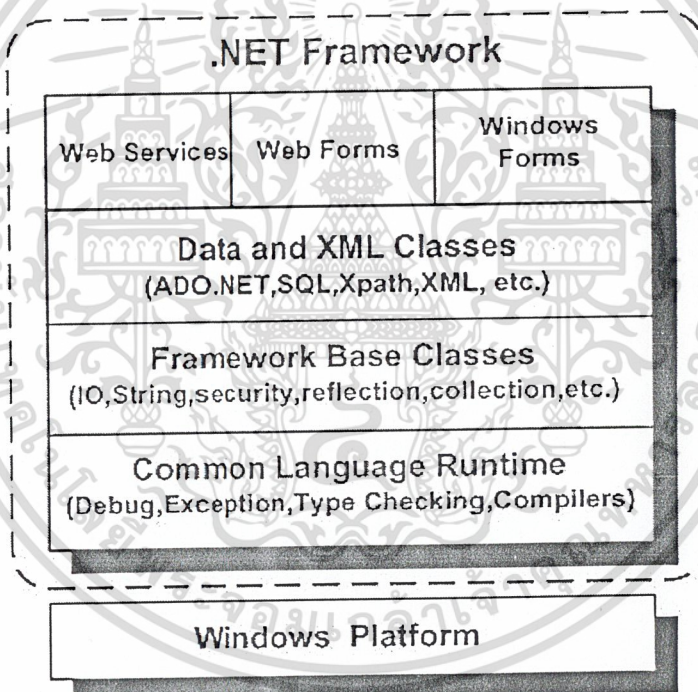 .NET Framework
Web Services
Web Forms
Windows
Forms
Data and XML Classes
(ADO.NET,SQL,Xpath,XML, etc.)
Framework Base Classes
(IO,String,security,reflection,collection,etc.)
Common Language Runtime
(Debug,Exception,Type Checking,Compilers)
Windows Platform